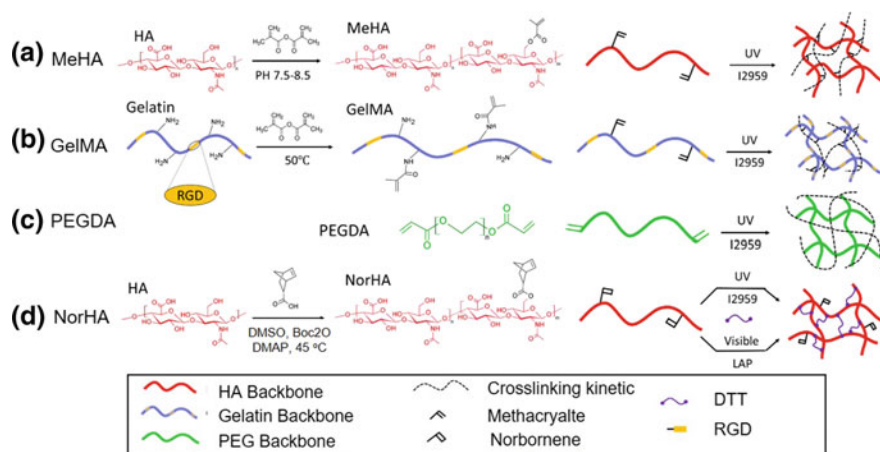 (a) MeHA
HA
PH 7.5-8.5
MeHA
UV
I2959
(b) GelMA
Gelatin
NH2
NH2
H2N
H2N
RGD
50°C
NH2
H2N
UV
I2959
(c) PEGDA
PEGDA
UV
I2959
(d) NorHA
HA
OH
DMSO, Boc2O
DMAP, 45 °C
NorHA
UV
I2959
Visible
LAP
HA Backbone
Gelatin Backbone
PEG Backbone
Crosslinking kinetic
Methacryalte
Norbornene
DTT
RGD